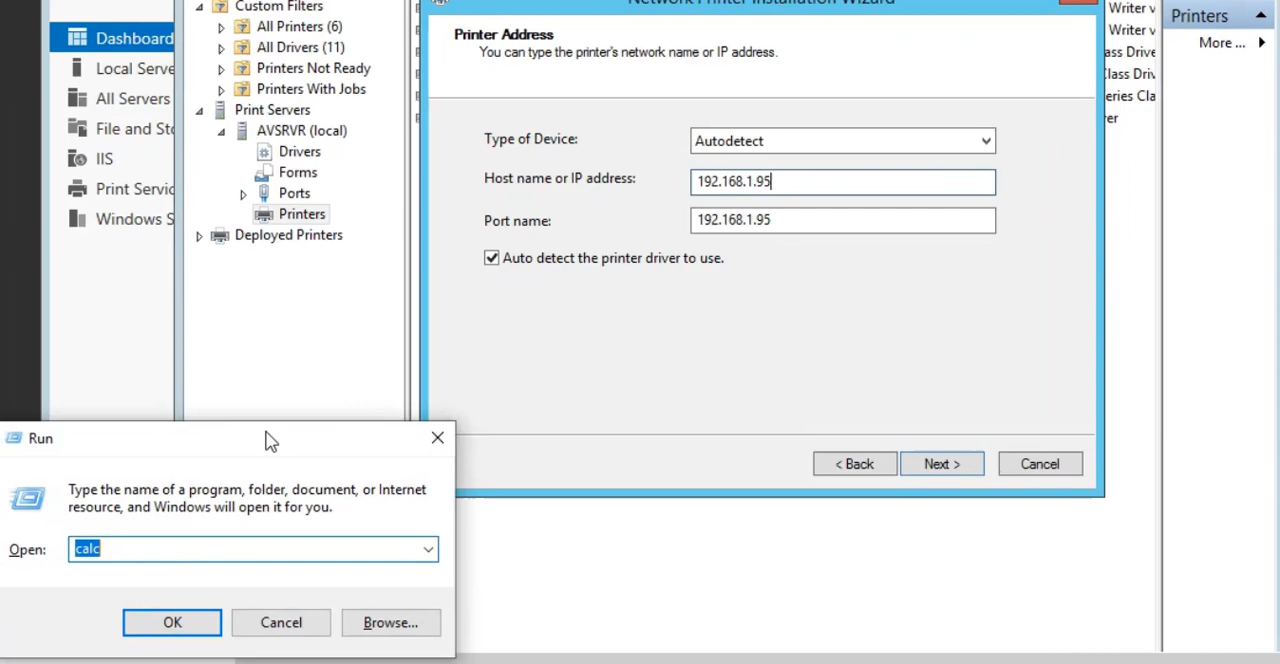 Dashboard
Local Serve
All Servers
File and Sto
IIS
Print Servic
Windows S
Custom Filters
All Printers (6)
All Drivers (11)
Printers Not Ready
Printers With Jobs
Print Servers
AVSRVR (local)
Drivers
Forms
Ports
Printers
Deployed Printers
Network Printer Installation Wizard
Printer Address
You can type the printer's network name or IP address.
Type of Device:
Autodetect
Host name or IP address:
192.168.1.95
Port name:
192.168.1.95
Auto detect the printer driver to use.
< Back
Next >
Cancel
Writer v
Writer v
ass Drive
Class Driv
eries Cla
er
Printers
More ...
Run
Type the name of a program, folder, document, or Internet
resource, and Windows will open it for you.
Open:
calc
OK
Cancel
Browse...